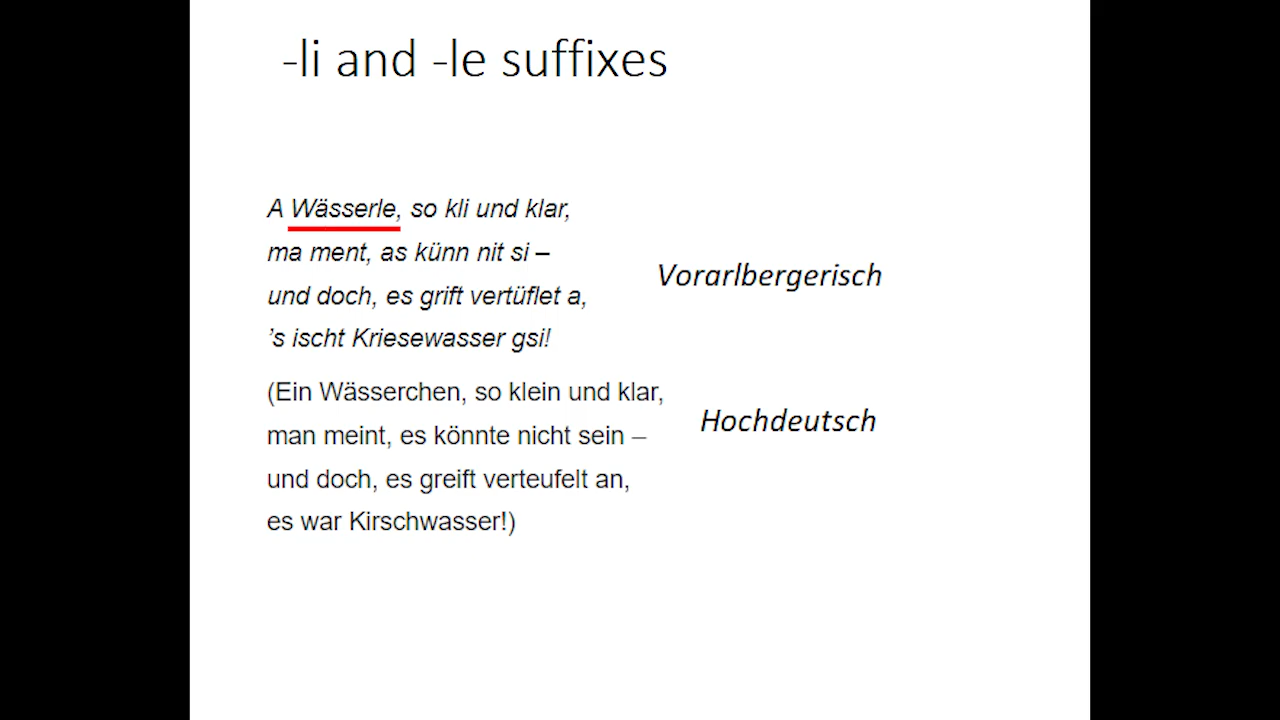 -li and -le suffixes
A Wässerle, so kli und klar,
ma ment, as künn nit si –
und doch, es grift vertüflet a,
’s ischt Kriesewasser gsi!
Vorarlbergerisch
(Ein Wässerchen, so klein und klar,
man meint, es könnte nicht sein –
und doch, es greift verteufelt an,
es war Kirschwasser!)
Hochdeutsch